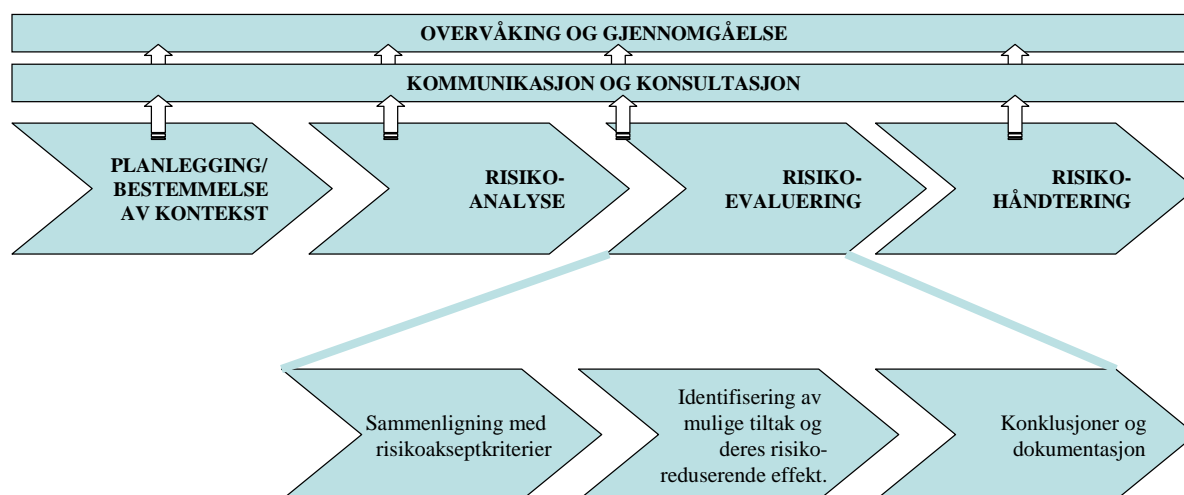 OVERVÅKING OG GJENNOMGÅELSE
KOMMUNIKASJON OG KONSULTASJON
PLANLEGGING/
BESTEMMELSE
AV KONTEKST
RISIKO-
ANALYSE
RISIKO-
EVALUERING
RISIKO-
HÅNDTERING
Sammenligning med
risikoakseptkriterier
Identifisering av
mulige tiltak og
deres risiko-
reduserende effekt.
Konklusjoner og
dokumentasjon